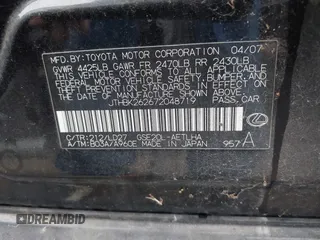 MFD.BY:TOYOTA MOTOR CORPORATION 04/07
GVWR 4425LB GAWR FR 2470LB RR 2430LB
THIS VEHICLE CONFORMS TO ALL APPLICABLE
FEDERAL MOTOR VEHICLE SAFETY, BUMPER, AND
THEFT PREVENTION STANDARDS IN EFFECT ON
THE DATE OF MANUFACTURE SHOWN ABOVE.
JTHBK262672048719 PASS. CAR
C/TR:212/LD27 GSE20L-AETLHA
A/TM:B03A/A960E MADE IN JAPAN 957 A
DREAMBID